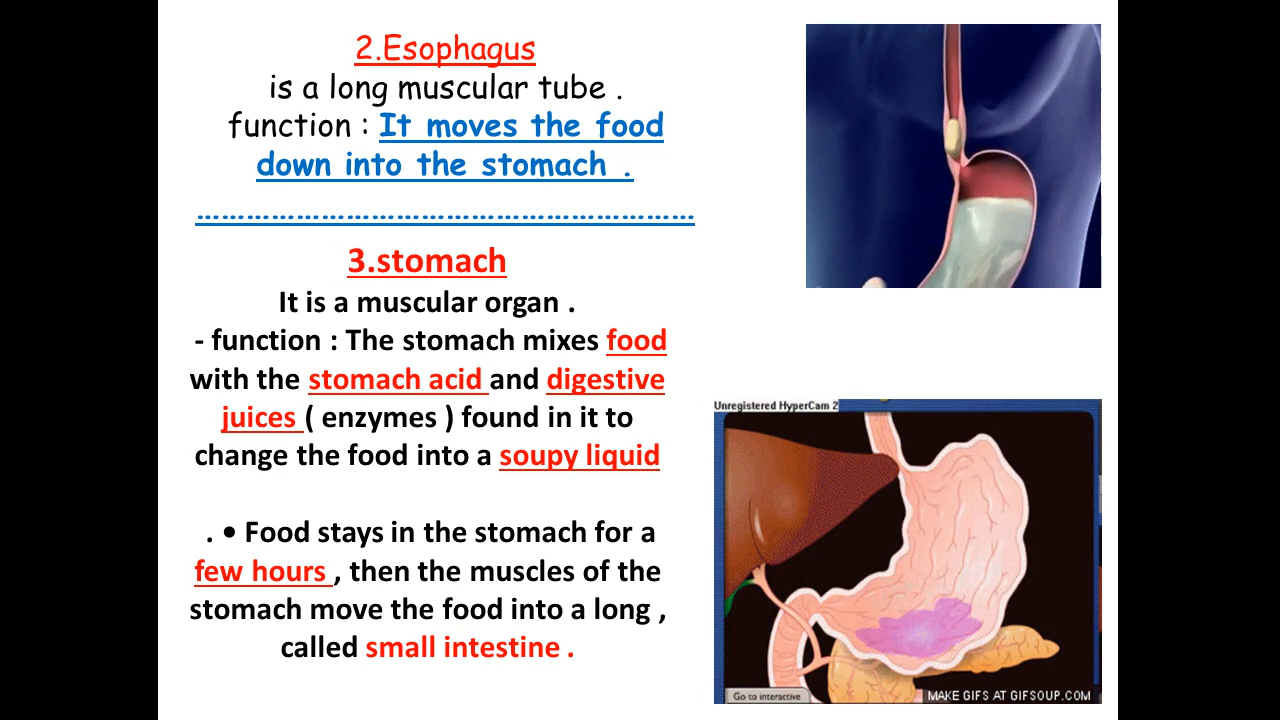 2.Esophagus
is a long muscular tube .
function : It moves the food
down into the stomach .
………………………………………………………
3.stomach
It is a muscular organ .
- function : The stomach mixes food
with the stomach acid and digestive
juices ( enzymes ) found in it to
change the food into a soupy liquid
. • Food stays in the stomach for a
few hours , then the muscles of the
stomach move the food into a long ,
called small intestine .
Unregistered HyperCam 2
Go to interactive
MAKE GIFS AT GIFSOUP.COM